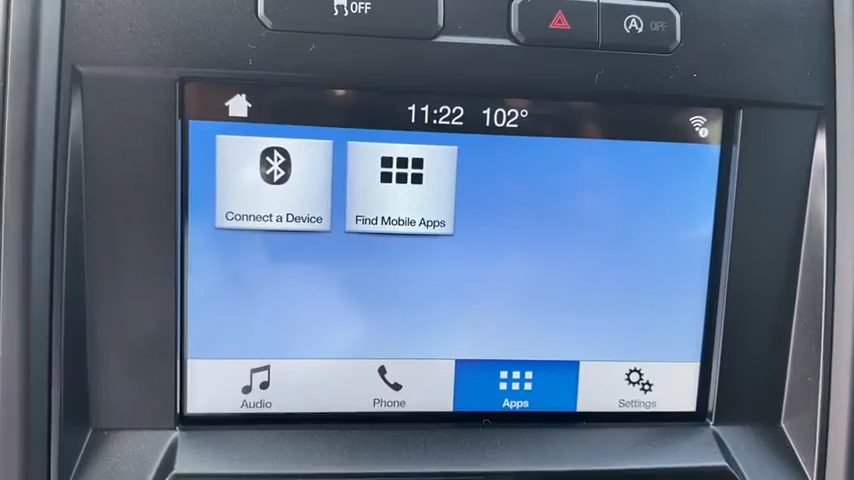 OFF
A OFF
11:22 102°
Connect a Device
Find Mobile Apps
Audio
Phone
Apps
Settings